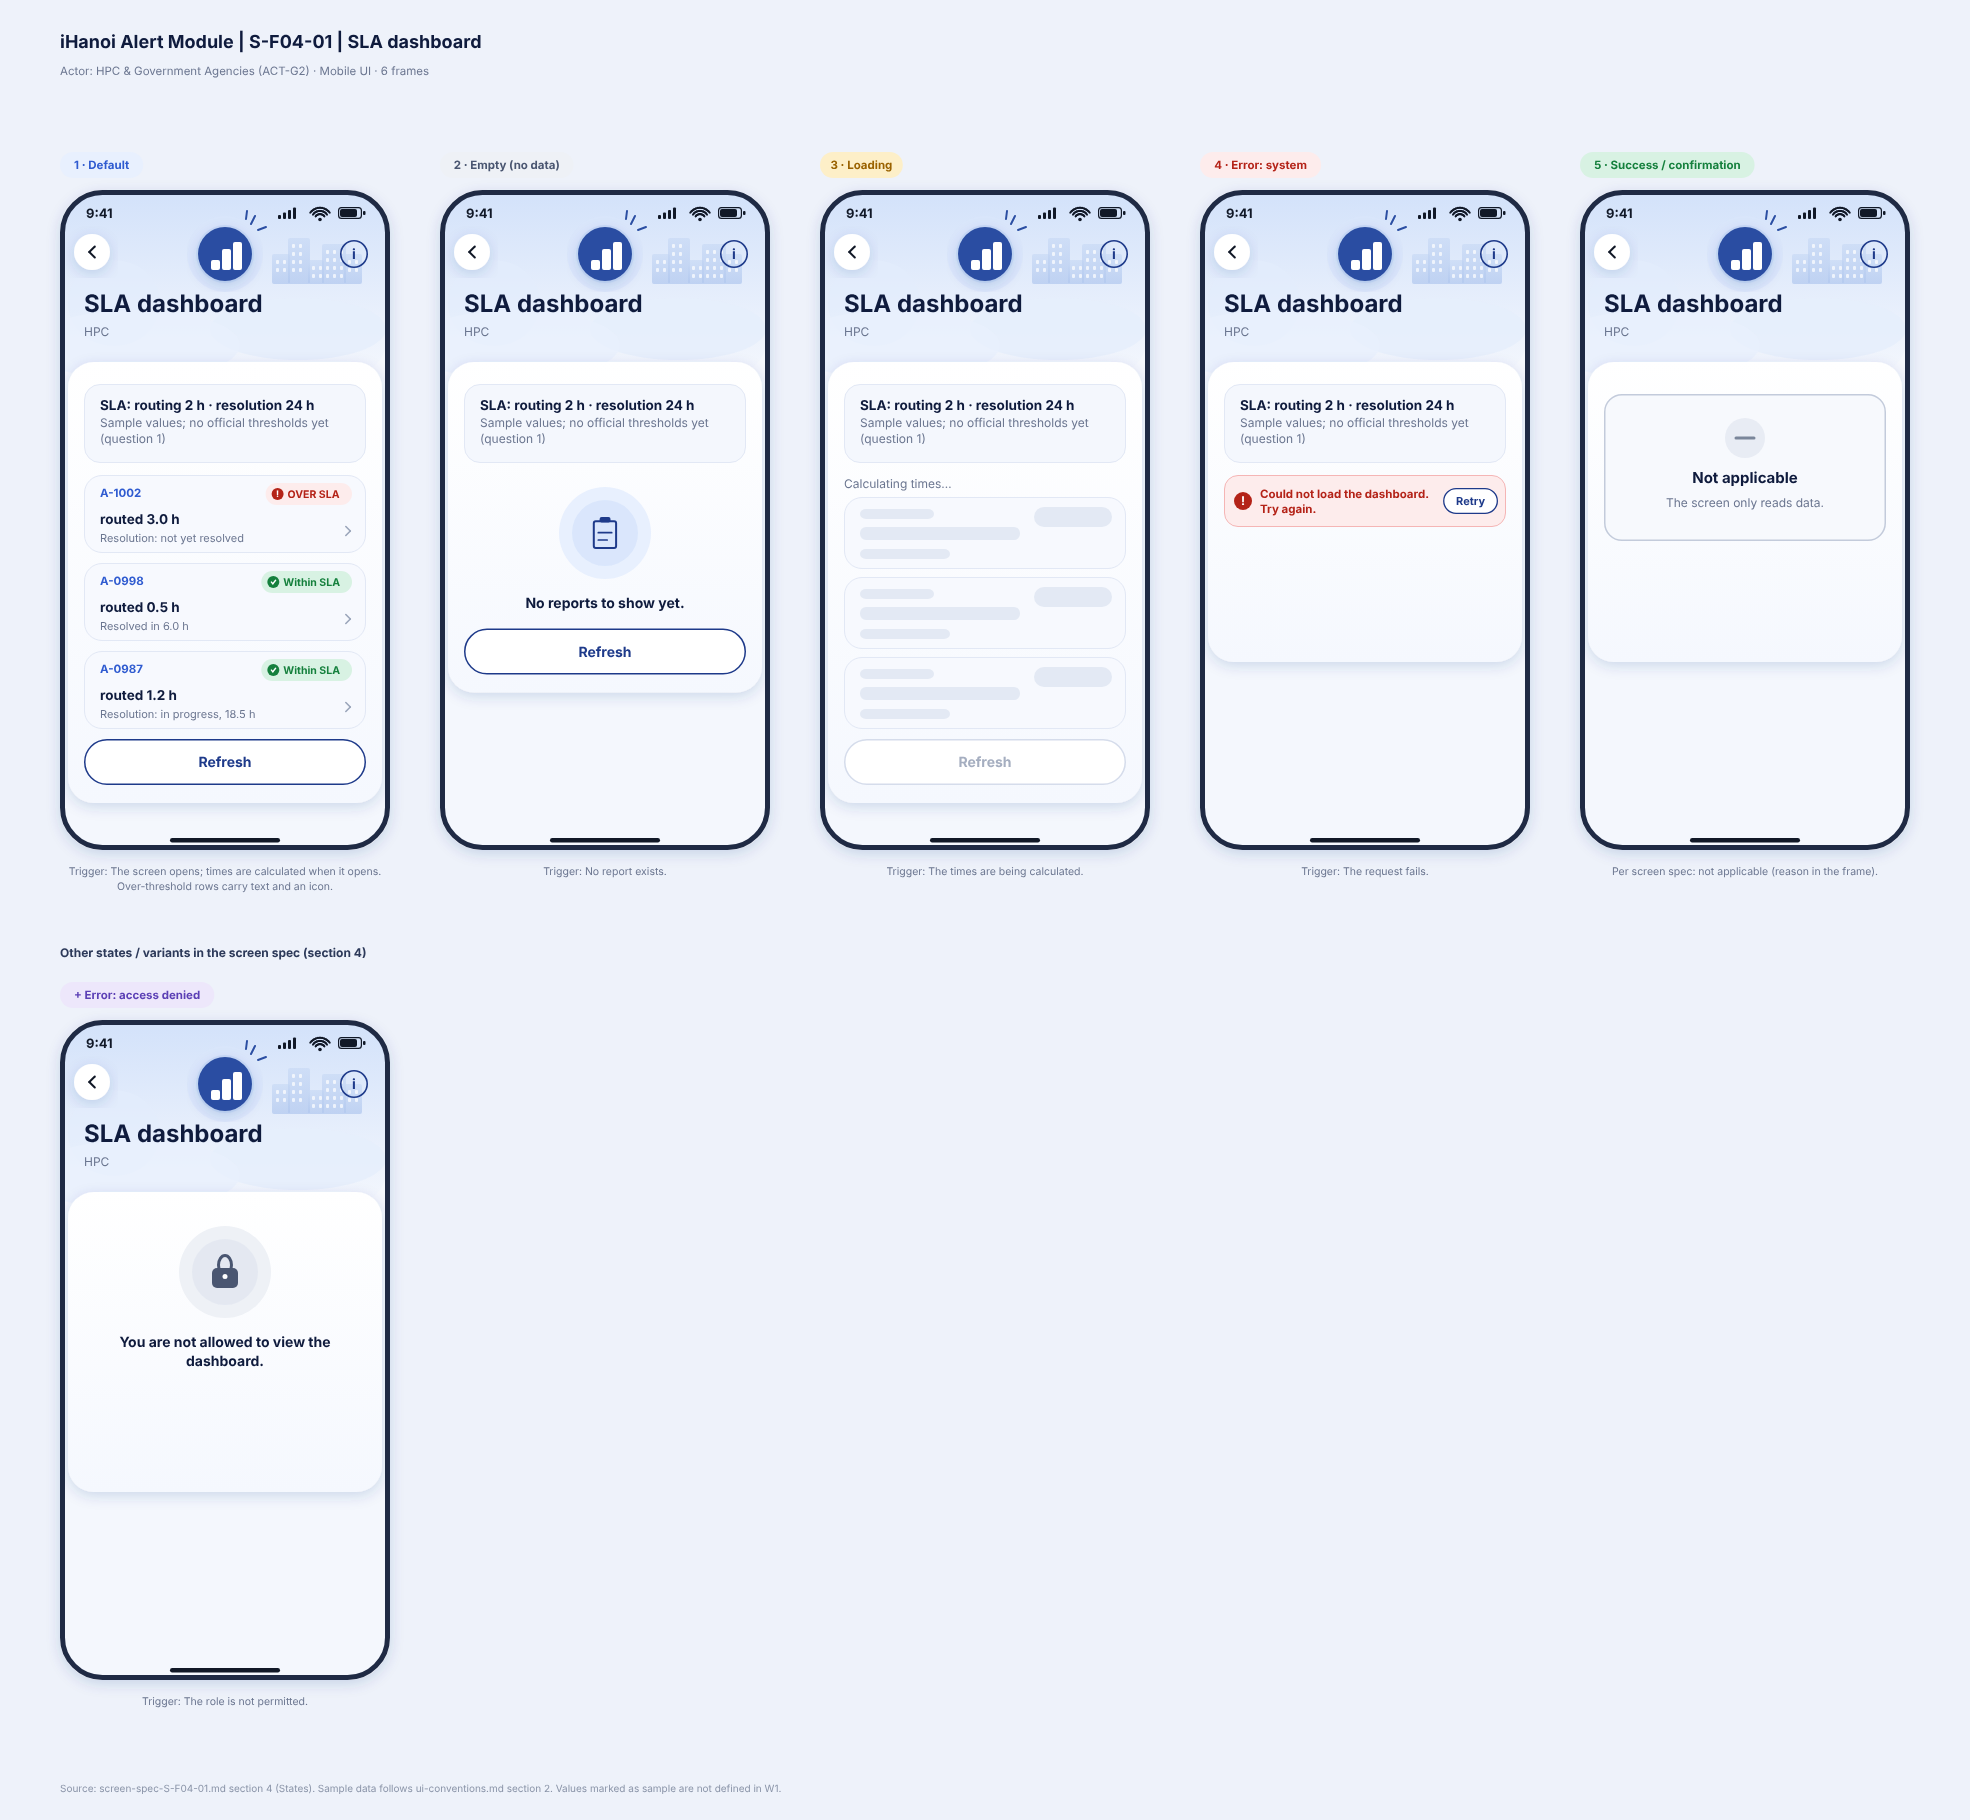 iHanoi Alert Module | S-F04-01 | SLA dashboard
Actor: HPC & Government Agencies (ACT-G2) · Mobile UI · 6 frames
1 · Default
9:41
i
SLA dashboard
HPC
SLA: routing 2 h · resolution 24 h
Sample values; no official thresholds yet
(question 1)
A-1002
! OVER SLA
routed 3.0 h
Resolution: not yet resolved
A-0998
Within SLA
routed 0.5 h
Resolved in 6.0 h
A-0987
Within SLA
routed 1.2 h
Resolution: in progress, 18.5 h
Refresh
Trigger: The screen opens; times are calculated when it opens.
Over-threshold rows carry text and an icon.
2 · Empty (no data)
9:41
i
SLA dashboard
HPC
SLA: routing 2 h · resolution 24 h
Sample values; no official thresholds yet
(question 1)
No reports to show yet.
Refresh
Trigger: No report exists.
3 · Loading
9:41
i
SLA dashboard
HPC
SLA: routing 2 h · resolution 24 h
Sample values; no official thresholds yet
(question 1)
Calculating times...
Refresh
Trigger: The times are being calculated.
4 · Error: system
9:41
i
SLA dashboard
HPC
SLA: routing 2 h · resolution 24 h
Sample values; no official thresholds yet
(question 1)
! Could not load the dashboard.
Try again.
Retry
Trigger: The request fails.
5 · Success / confirmation
9:41
i
SLA dashboard
HPC
Not applicable
The screen only reads data.
Per screen spec: not applicable (reason in the frame).
Other states / variants in the screen spec (section 4)
+ Error: access denied
9:41
i
SLA dashboard
HPC
You are not allowed to view the
dashboard.
Trigger: The role is not permitted.
Source: screen-spec-S-F04-01.md section 4 (States). Sample data follows ui-conventions.md section 2. Values marked as sample are not defined in W1.